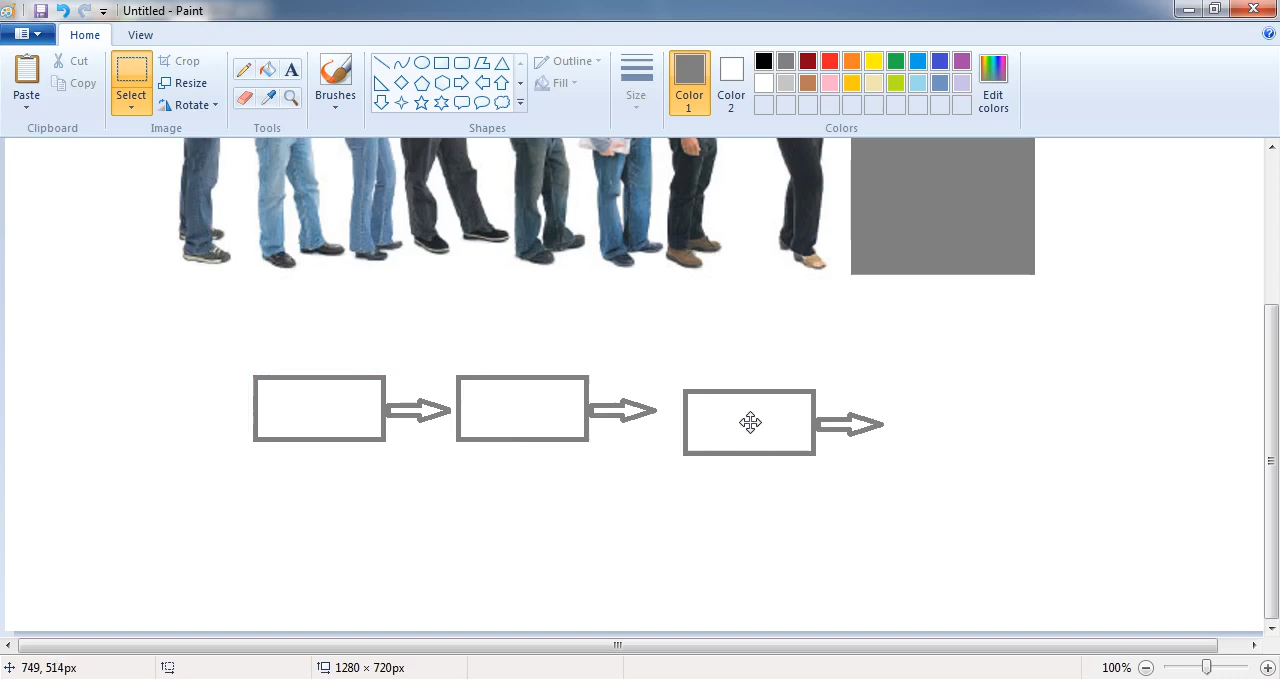 Untitled - Paint
Home View
Paste
Cut
Copy
Clipboard
Select
Crop
Resize
Rotate
Image
A
Tools
Brushes
Shapes
Outline
Fill
Size
Color 1
Color 2
Edit colors
Colors
749, 514px
1280 × 720px
100%